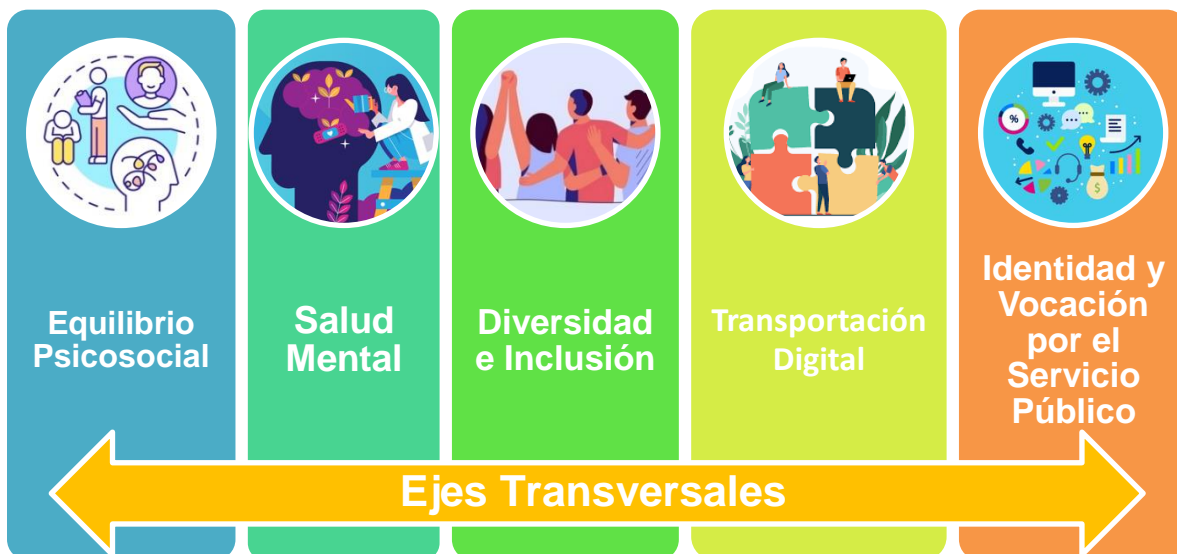 Equilibrio
Psicosocial
Salud
Mental
Diversidad
e Inclusión
Transportación
Digital
%
$
Identidad y
Vocación
por el
Servicio
Público
Ejes Transversales